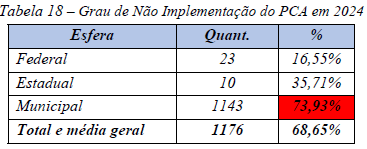 Tabela 18 – Grau de Não Implementação do PCA em 2024
Esfera Quant. %
Federal 23 16,55%
Estadual 10 35,71%
Municipal 1143 73,93%
Total e média geral 1176 68,65%